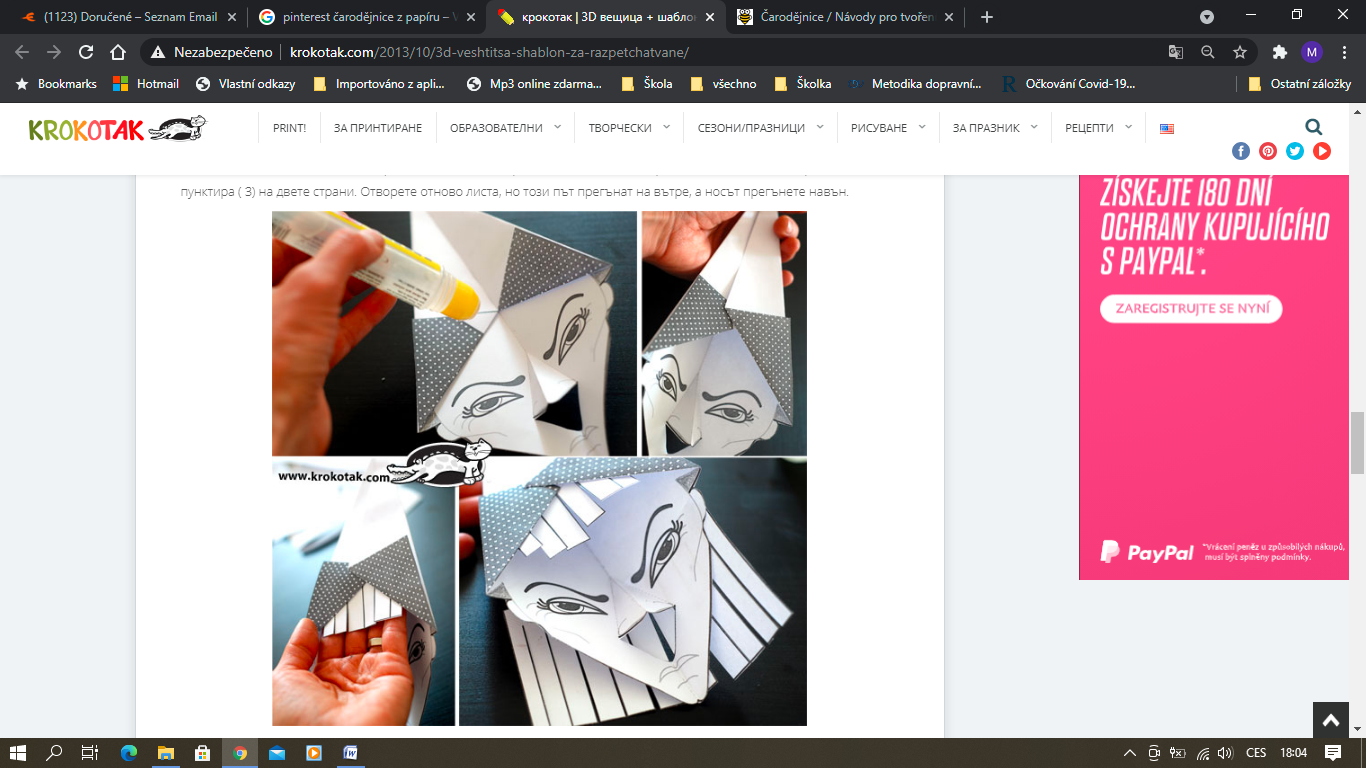 (1123) Doručené – Seznam Email
pinterest čarodějnice z papíru –
крокотак | 3D вещица + шабло
Čarodějnice / Návody pro tvořen
Nezabezpečeno
krokotak.com/2013/10/3d-veshtitsa-shablon-za-razpetchatvane/
M
Bookmarks
Hotmail
Vlastní odkazy
Importováno z apli...
Mp3 online zdarma...
Škola
všechno
Školka
Metodika dopravní...
Očkování Covid-19...
Ostatní záložky
KROKOTAK
PRINT!
ЗА ПРИНТИРАНЕ
ОБРАЗОВАТЕЛНИ
ТВОРЧЕСКИ
СЕЗОНИ/ПРАЗНИЦИ
РИСУВАНЕ
ЗА ПРАЗНИК
РЕЦЕПТИ
пунктира ( 3) на двете страни. Отворете отново листа, но този път прегънат на вътре, а носът прегънете навън.
www.krokotak.com
ZÍSKEJTE 180 DNÍ
OCHRANY KUPUJÍCÍHO
S PAYPAL*.
ZAREGISTRUJTE SE NYNÍ
PayPal
*Vrácení peněz u způsobilých nákupů,
musí být splněny podmínky.
CES
18:04